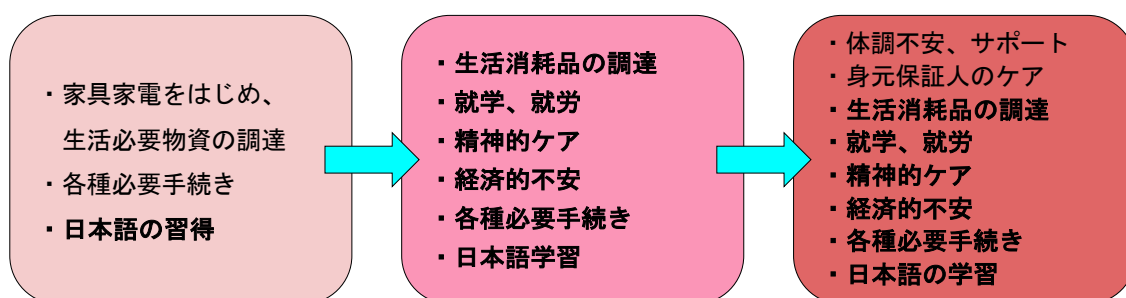 ・家具家電をはじめ、
生活必要物資の調達
・各種必要手続き
・日本語の習得
・生活消耗品の調達
・就学、就労
・精神的ケア
・経済的不安
・各種必要手続き
・日本語学習
・体調不安、サポート
・身元保証人のケア
・生活消耗品の調達
・就学、就労
・精神的ケア
・経済的不安
・各種必要手続き
・日本語の学習